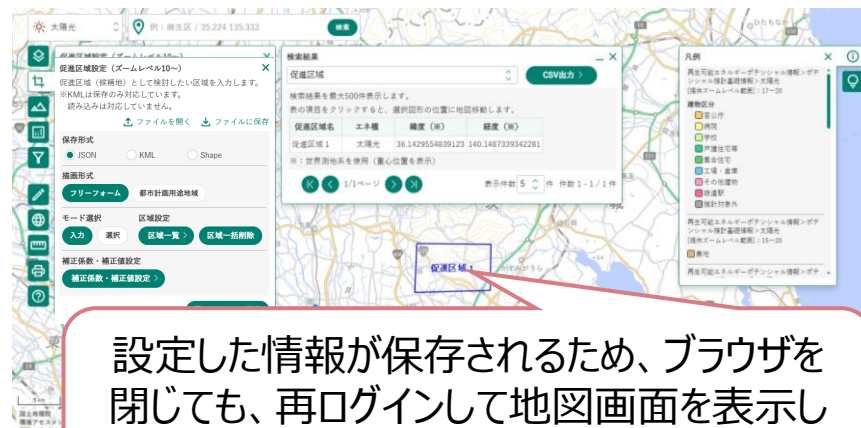 太陽光
例：麻生区 / 35.224 135.333
検索
促進区域設定（ズームレベル10～）
促進区域（候補地）として検討したい区域を入力します。
※KMLは保存のみ対応しています。
読み込みは対応していません。
ファイルを開く ファイルに保存
保存形式
JSON KML Shape
描画形式
フリーフォーム 都市計画用途地域
モード選択 区域設定
入力 選択 区域一覧 > 区域一括削除
補正係数・補正値設定
補正係数・補正値設定 >
検索結果
促進区域
CSV出力 >
検索結果を最大500件表示します。
表の項目をクリックすると、選択図形の位置に地図移動します。
促進区域名 エネ種 緯度（※） 経度（※）
促進区域1 太陽光 36.1429554839123 140.1487339342281
※：世界測地系を使用（重心位置を表示）
1/1ページ 表示件数 5 件 件数 1 - 1 / 1 件
凡例
再生可能エネルギーポテンシャル情報＞ポテ
ンシャル推計基礎情報＞太陽光
[提供ズームレベル範囲]：17～20
建物区分
官公庁
病院
学校
戸建住宅等
集合住宅
工場・倉庫
その他建物
鉄道駅
推計対象外
再生可能エネルギーポテンシャル情報＞ポテ
ンシャル推計基礎情報＞太陽光
[提供ズームレベル範囲]：15～20
農地
再生可能エネルギーポテンシャル情報＞ポテ
促進区域 1
設定した情報が保存されるため、ブラウザを
閉じても、再ログインして地図画面を表示し